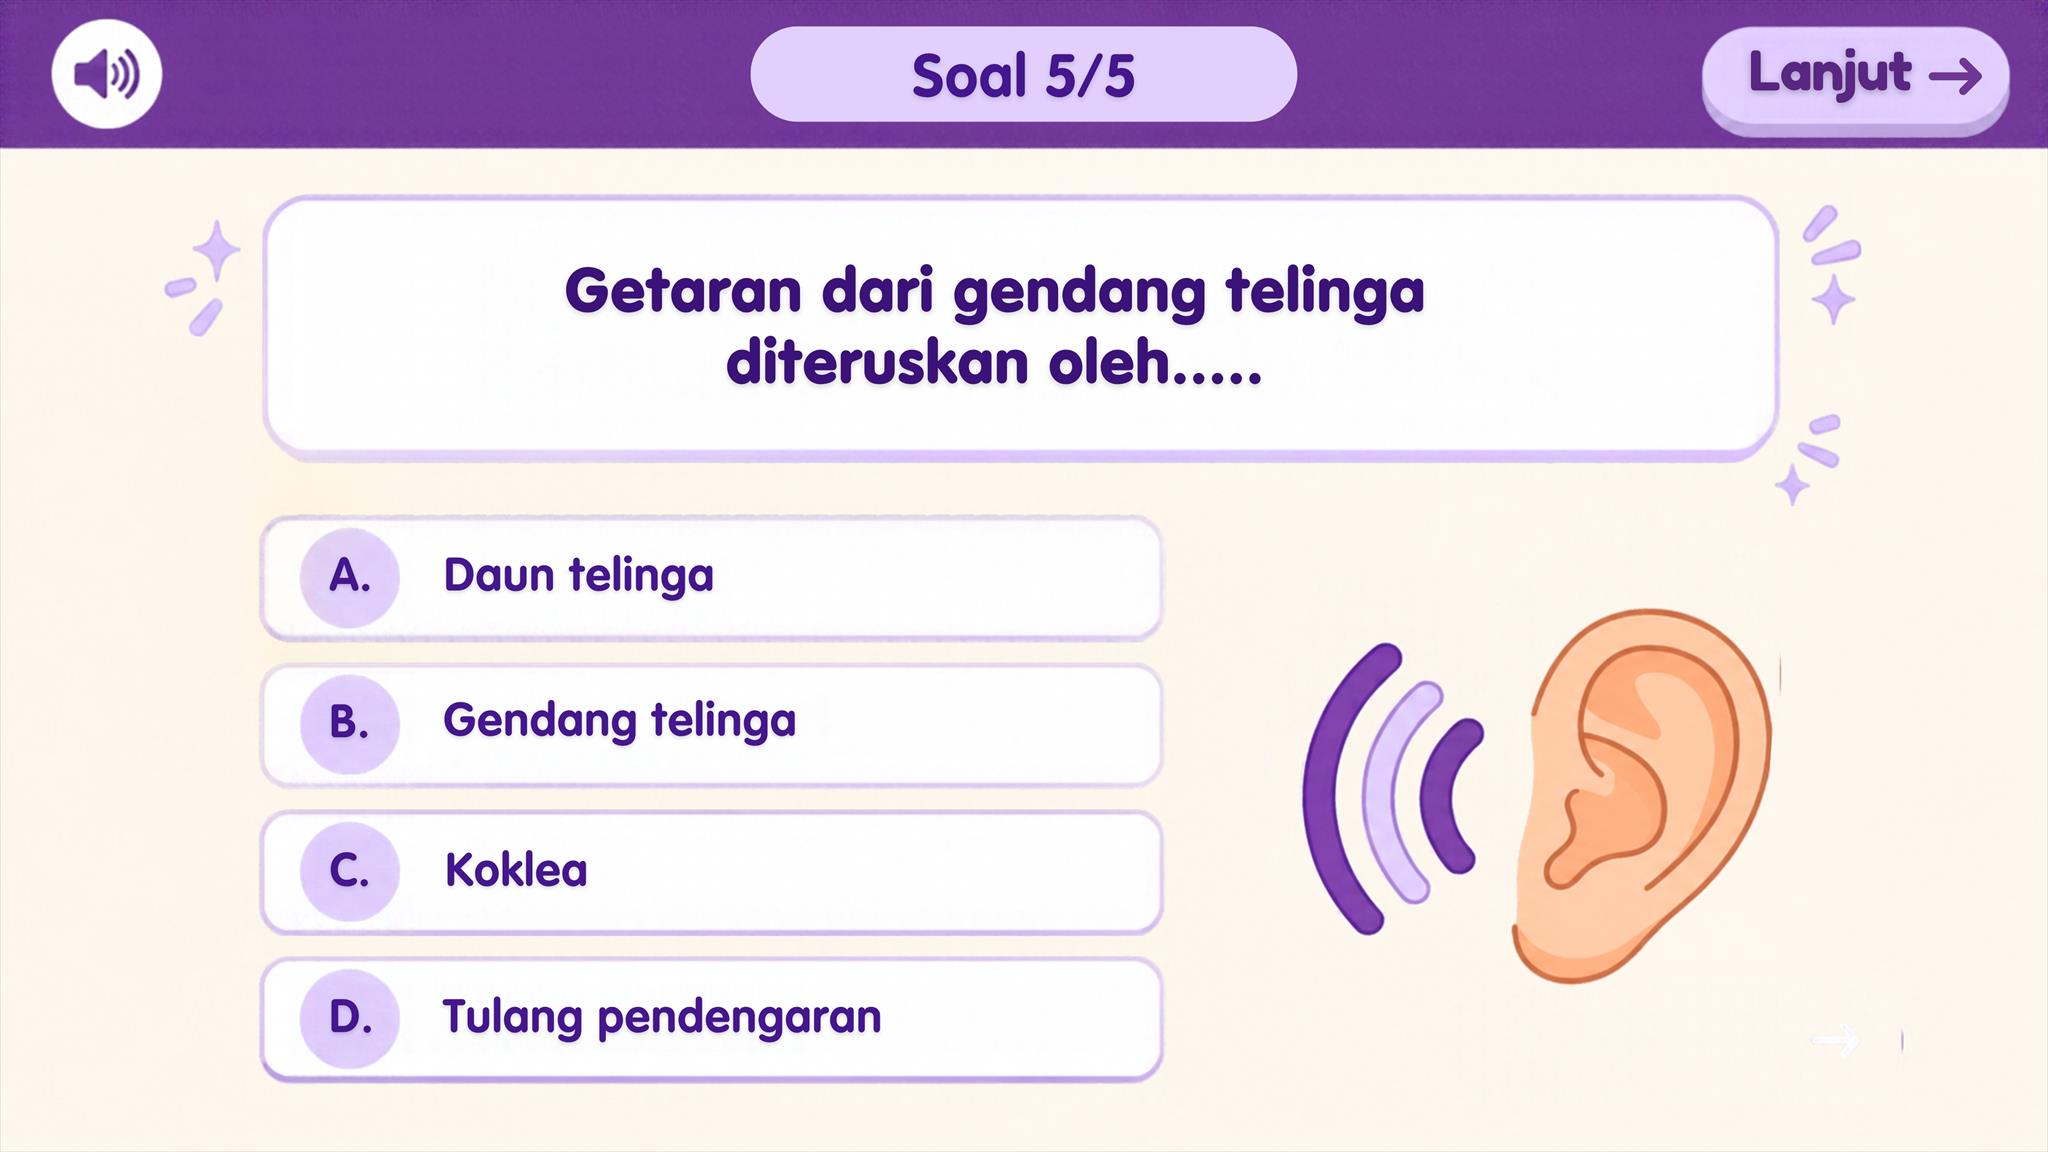 Soal 5/5
Lanjut →
Getaran dari gendang telinga
diteruskan oleh.....
A. Daun telinga
B. Gendang telinga
C. Koklea
D. Tulang pendengaran